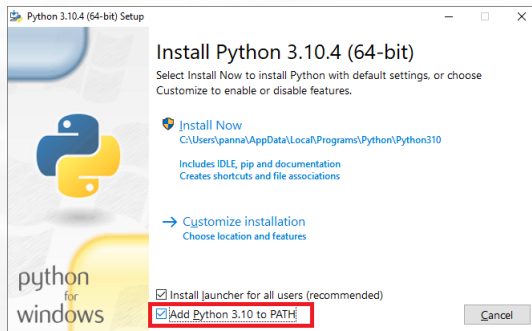 Python 3.10.4 (64-bit) Setup
Install Python 3.10.4 (64-bit)
Select Install Now to install Python with default settings, or choose
Customize to enable or disable features.
Install Now
C:\Users\panna\AppData\Local\Programs\Python\Python310
Includes IDLE, pip and documentation
Creates shortcuts and file associations
Customize installation
Choose location and features
python
for
windows
Install launcher for all users (recommended)
Add Python 3.10 to PATH
Cancel